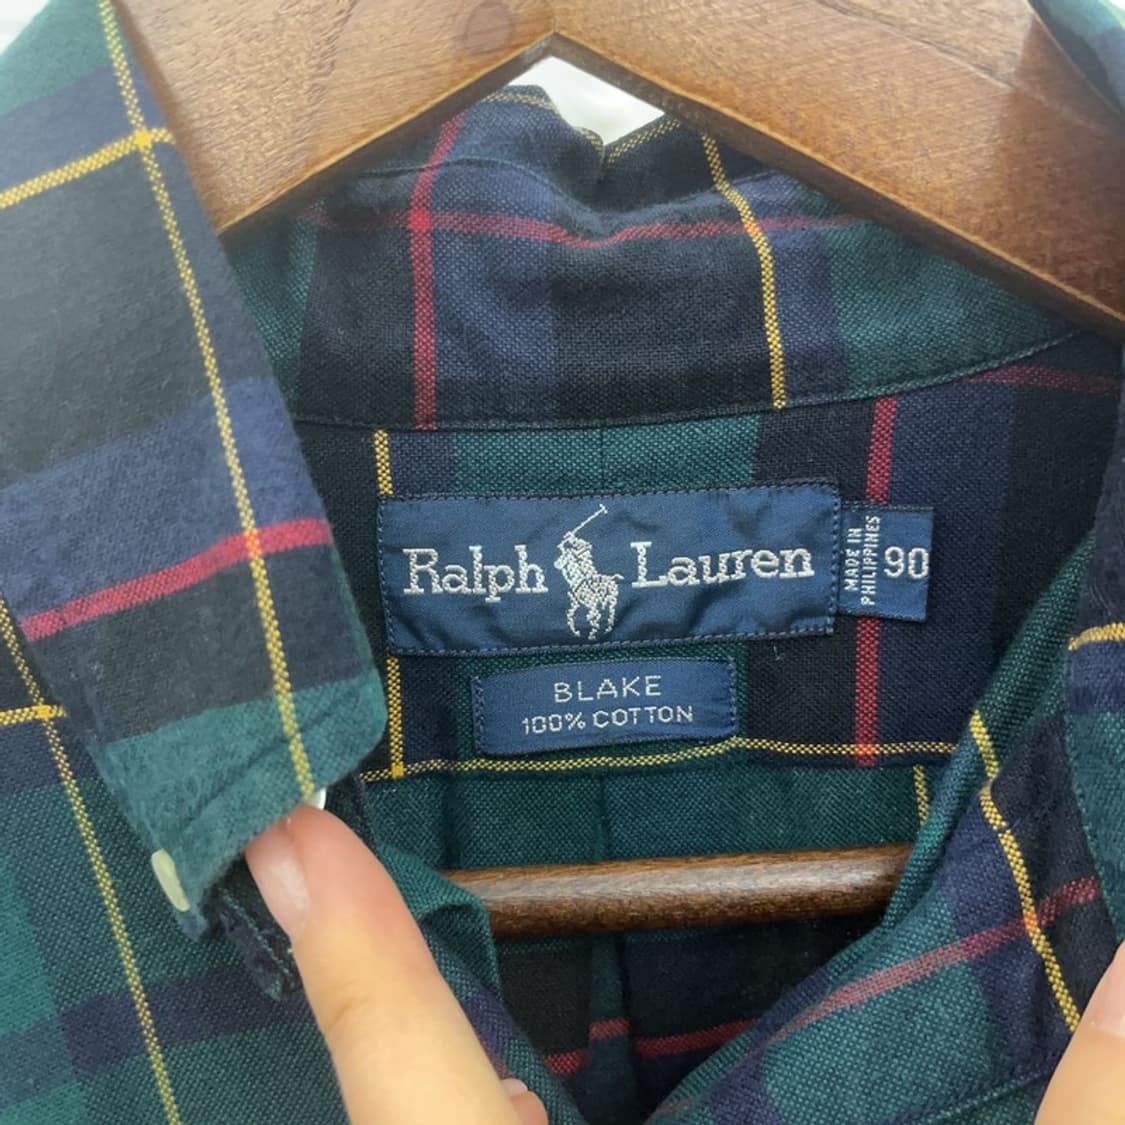 Ralph Lauren
MADE IN
PHILIPPINES
90
BLAKE
100% COTTON